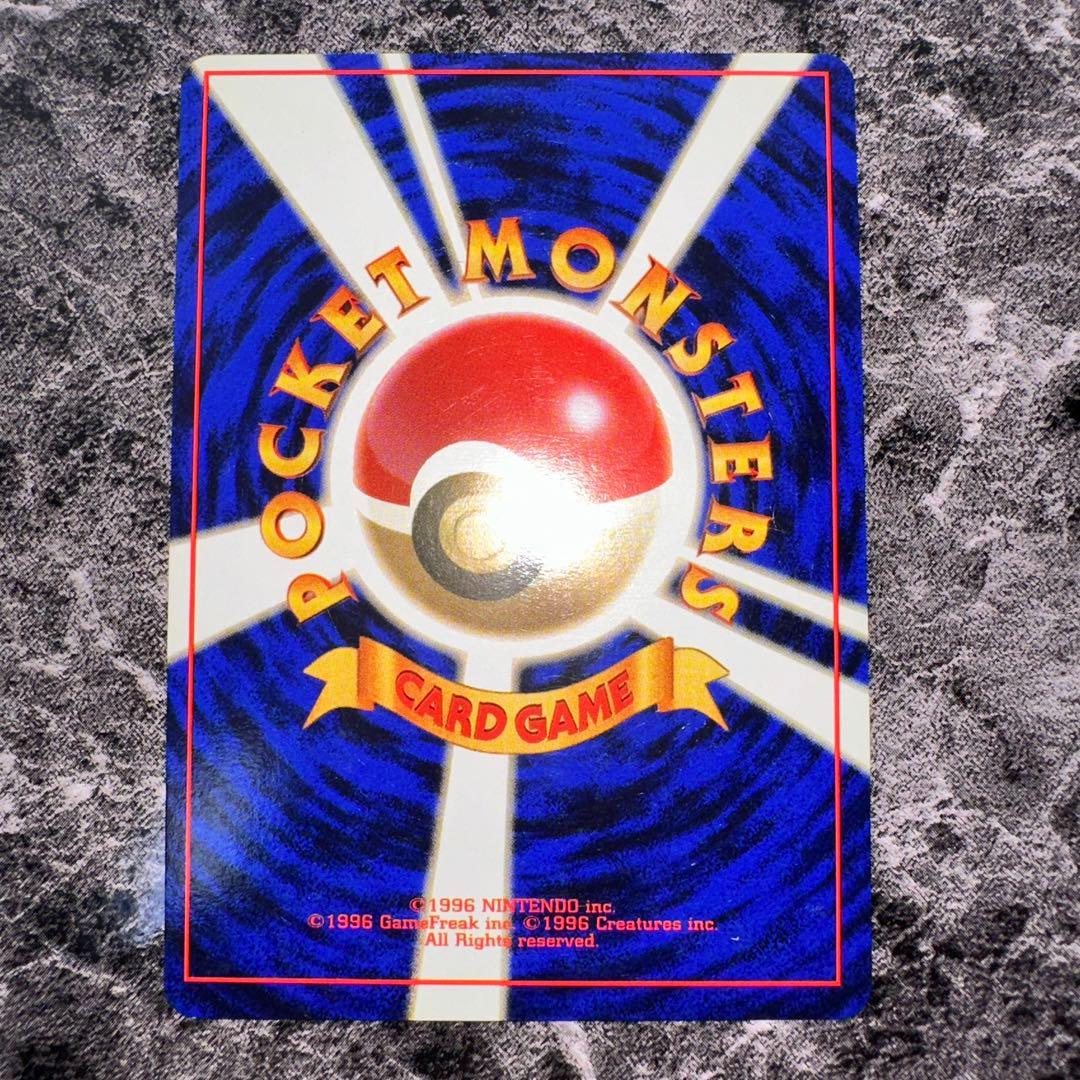 POCKET MONSTERS
CARD GAME
©1996 NINTENDO inc.
©1996 GameFreak inc. ©1996 Creatures inc.
All Rights reserved.